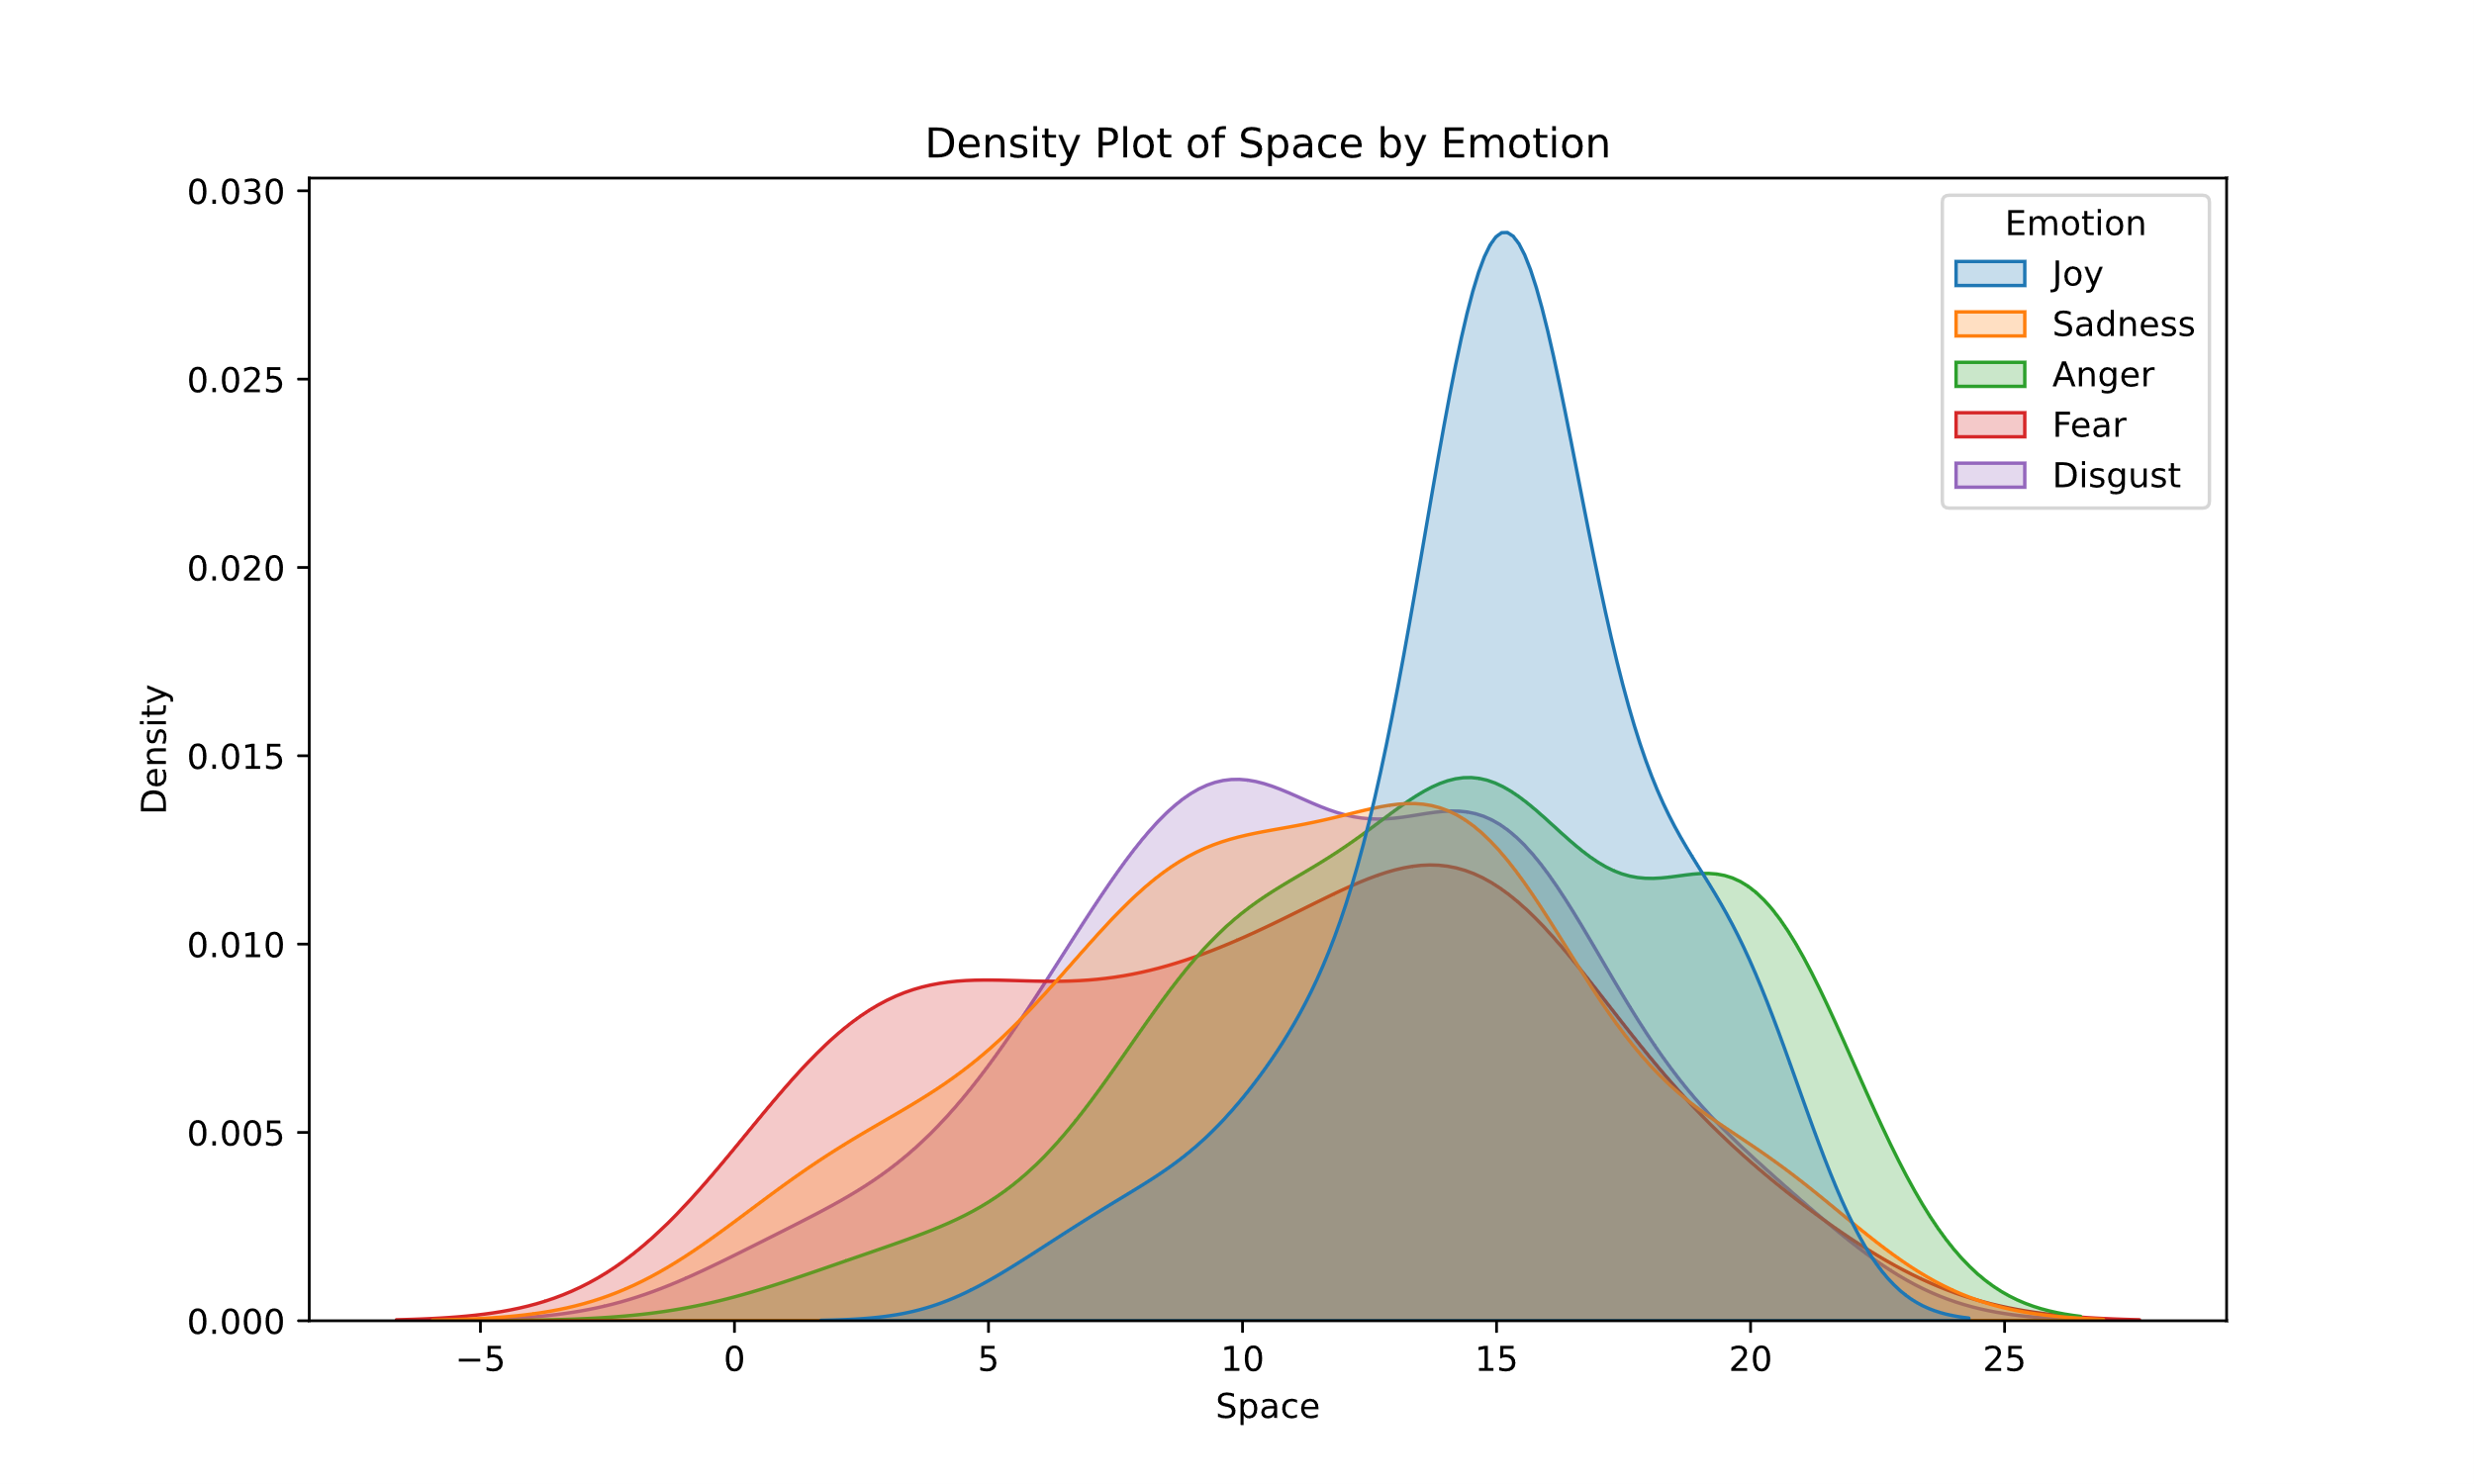 Density Plot of Space by Emotion
0.030
0.025
0.020
0.015
0.010
0.005
0.000
Density
−5 0 5 10 15 20 25
Space
Emotion
Joy
Sadness
Anger
Fear
Disgust